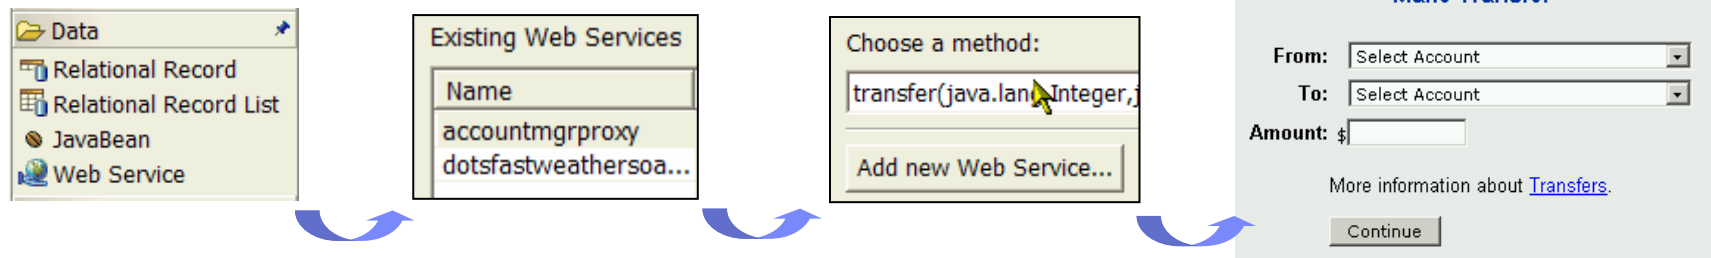 Data
Relational Record
Relational Record List
JavaBean
Web Service
Existing Web Services
Name
accountmgrproxy
dotsfastweathersoa...
Choose a method:
transfer(java.lang.Integer,j
Add new Web Service...
From: Select Account
To: Select Account
Amount: $
More information about Transfers.
Continue